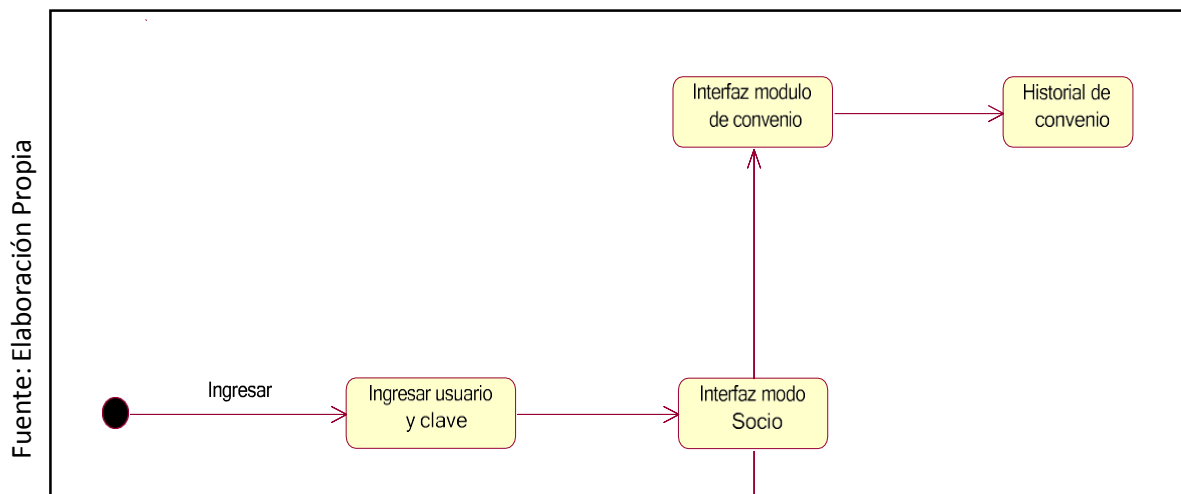 Fuente: Elaboración Propia
Interfaz modulo
de convenio
Historial de
convenio
Ingresar
Ingresar usuario
y clave
Interfaz modo
Socio